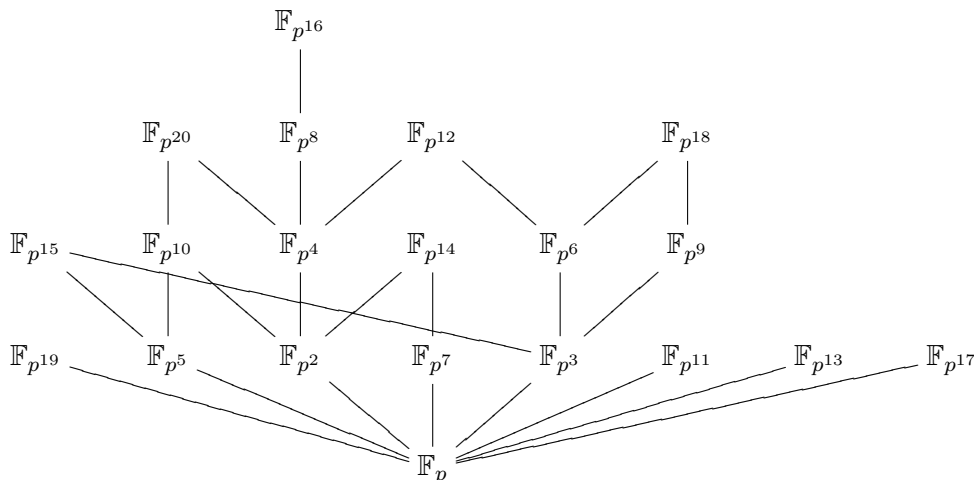 𝔽_{p^{16}}
𝔽_{p^{20}} 𝔽_{p^8} 𝔽_{p^{12}} 𝔽_{p^{18}}
𝔽_{p^{15}} 𝔽_{p^{10}} 𝔽_{p^4} 𝔽_{p^{14}} 𝔽_{p^6} 𝔽_{p^9}
𝔽_{p^{19}} 𝔽_{p^5} 𝔽_{p^2} 𝔽_{p^7} 𝔽_{p^3} 𝔽_{p^{11}} 𝔽_{p^{13}} 𝔽_{p^{17}}
𝔽_p